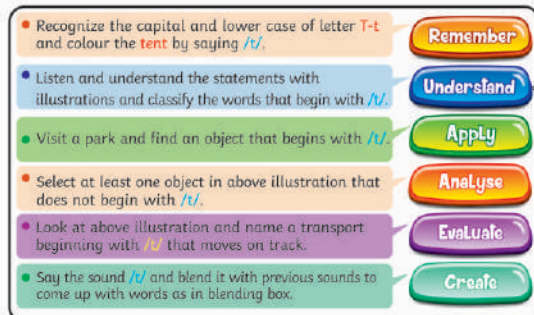 • Recognize the capital and lower case of letter T-t
and colour the tent by saying /t/.
Remember
• Listen and understand the statements with
illustrations and classify the words that begin with /t/.
Understand
• Visit a park and find an object that begins with /t/.
Apply
• Select at least one object in above illustration that
does not begin with /t/.
Analyse
• Look at above illustration and name a transport
beginning with /t/ that moves on track.
Evaluate
• Say the sound /t/ and blend it with previous sounds to
come up with words as in blending box.
Create